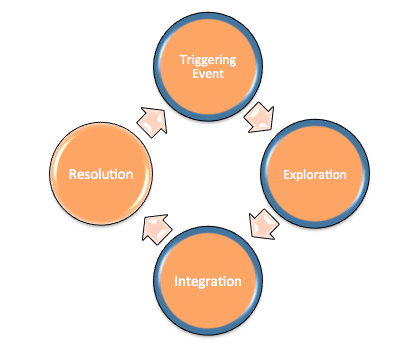 Triggering
Event
Exploration
Integration
Resolution